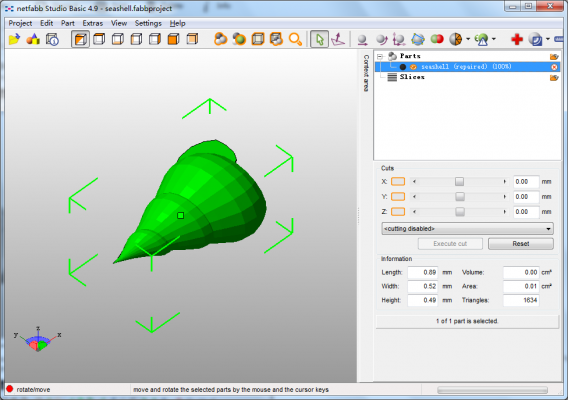 netfabb Studio Basic 4.9 - seashell.fabbproject
Project Edit Part Extras View Settings Help
Context area
Parts
seashell (repaired) (100%)
Slices
Cuts
X: 0.00 mm
Y: 0.00 mm
Z: 0.00 mm
<cutting disabled>
Execute cut Reset
Information
Length: 0.89 mm Volume: 0.00 cm³
Width: 0.52 mm Area: 0.01 cm²
Height: 0.49 mm Triangles: 1634
1 of 1 part is selected.
z
y x
rotate/move move and rotate the selected parts by the mouse and the cursor keys